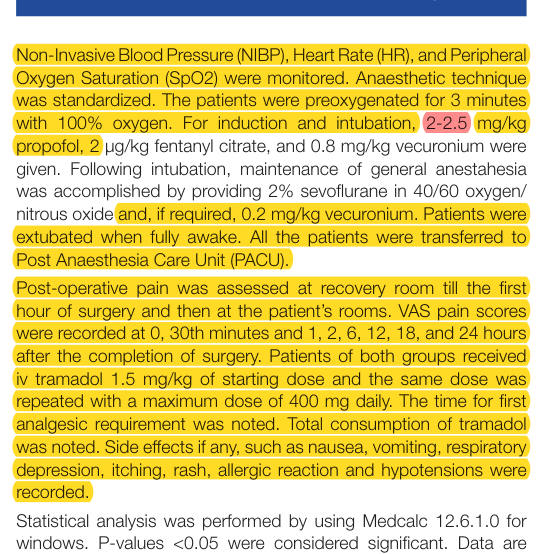 Non-Invasive Blood Pressure (NIBP), Heart Rate (HR), and Peripheral
Oxygen Saturation (SpO2) were monitored. Anaesthetic technique
was standardized. The patients were preoxygenated for 3 minutes
with 100% oxygen. For induction and intubation, 2-2.5 mg/kg
propofol, 2 µg/kg fentanyl citrate, and 0.8 mg/kg vecuronium were
given. Following intubation, maintenance of general anestahesia
was accomplished by providing 2% sevoflurane in 40/60 oxygen/
nitrous oxide and, if required, 0.2 mg/kg vecuronium. Patients were
extubated when fully awake. All the patients were transferred to
Post Anaesthesia Care Unit (PACU).
Post-operative pain was assessed at recovery room till the first
hour of surgery and then at the patient's rooms. VAS pain scores
were recorded at 0, 30th minutes and 1, 2, 6, 12, 18, and 24 hours
after the completion of surgery. Patients of both groups received
iv tramadol 1.5 mg/kg of starting dose and the same dose was
repeated with a maximum dose of 400 mg daily. The time for first
analgesic requirement was noted. Total consumption of tramadol
was noted. Side effects if any, such as nausea, vomiting, respiratory
depression, itching, rash, allergic reaction and hypotensions were
recorded.
Statistical analysis was performed by using Medcalc 12.6.1.0 for
windows. P-values <0.05 were considered significant. Data are